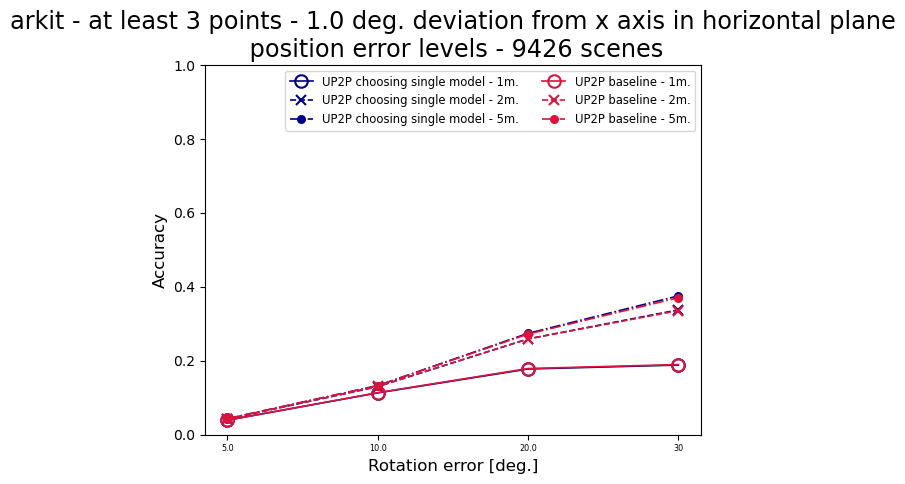 arkit - at least 3 points - 1.0 deg. deviation from x axis in horizontal plane
position error levels - 9426 scenes
UP2P choosing single model - 1m.
UP2P choosing single model - 2m.
UP2P choosing single model - 5m.
UP2P baseline - 1m.
UP2P baseline - 2m.
UP2P baseline - 5m.
Accuracy
1.0
0.8
0.6
0.4
0.2
0.0
5.0 10.0 20.0 30
Rotation error [deg.]